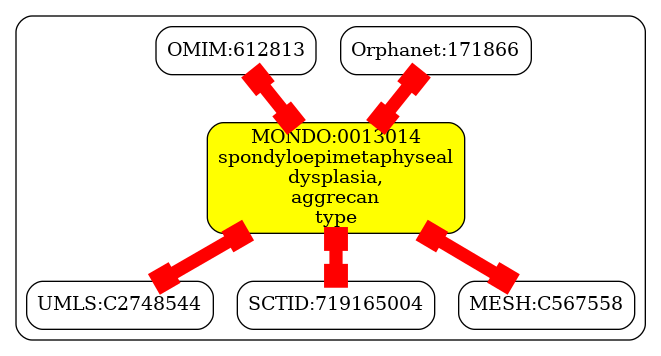 OMIM:612813
Orphanet:171866
MONDO:0013014
spondyloepimetaphyseal
dysplasia,
aggrecan
type
UMLS:C2748544
SCTID:719165004
MESH:C567558